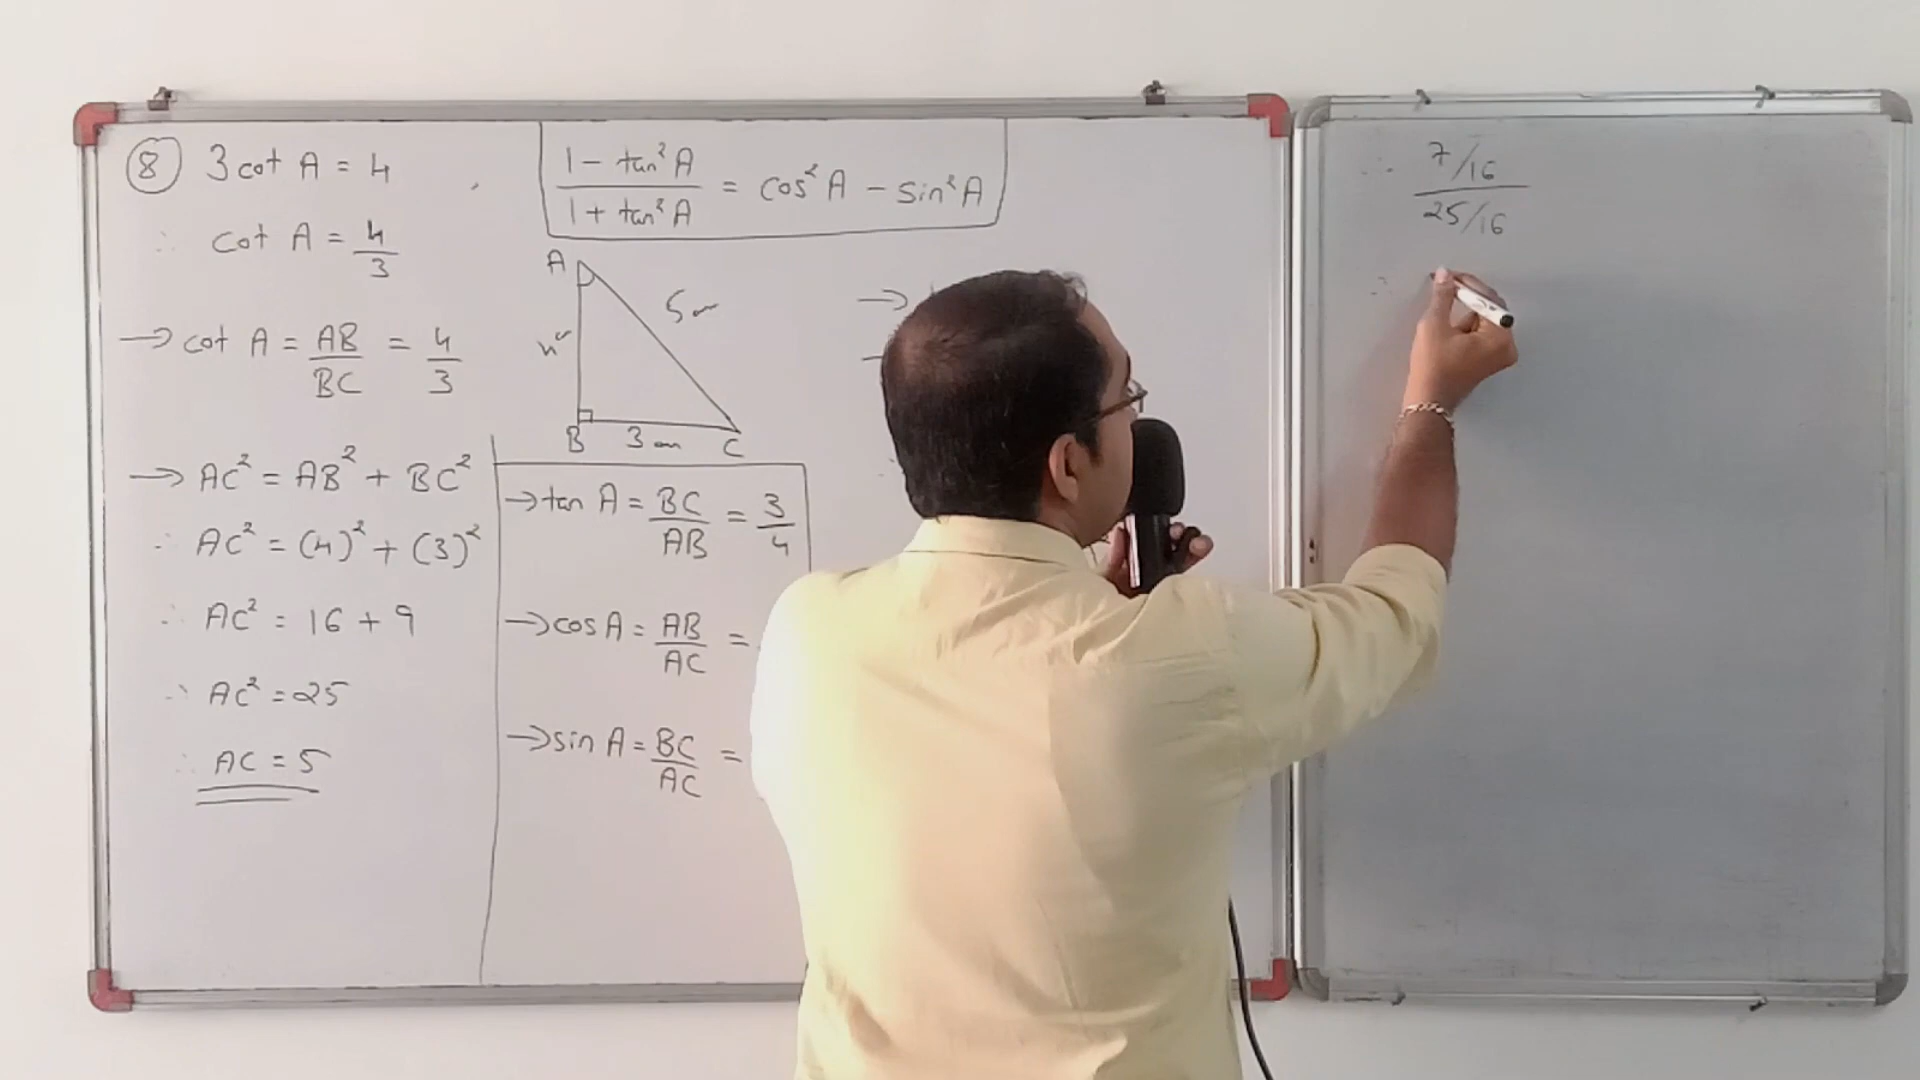 ⑧ 3 cot A = 4
∴ cot A = 4/3
→ cot A = AB/BC = 4/3
→ AC² = AB² + BC²
∴ AC² = (4)² + (3)²
∴ AC² = 16 + 9
∴ AC² = 25
∴ AC = 5
(1 − tan²A)/(1 + tan²A) = cos²A − sin²A
A
5 cm
4
B 3 cm C
→ tan A = BC/AB = 3/4
→ cos A = AB/AC =
→ sin A = BC/AC =
→
∴ (7/16)/(25/16)
∴